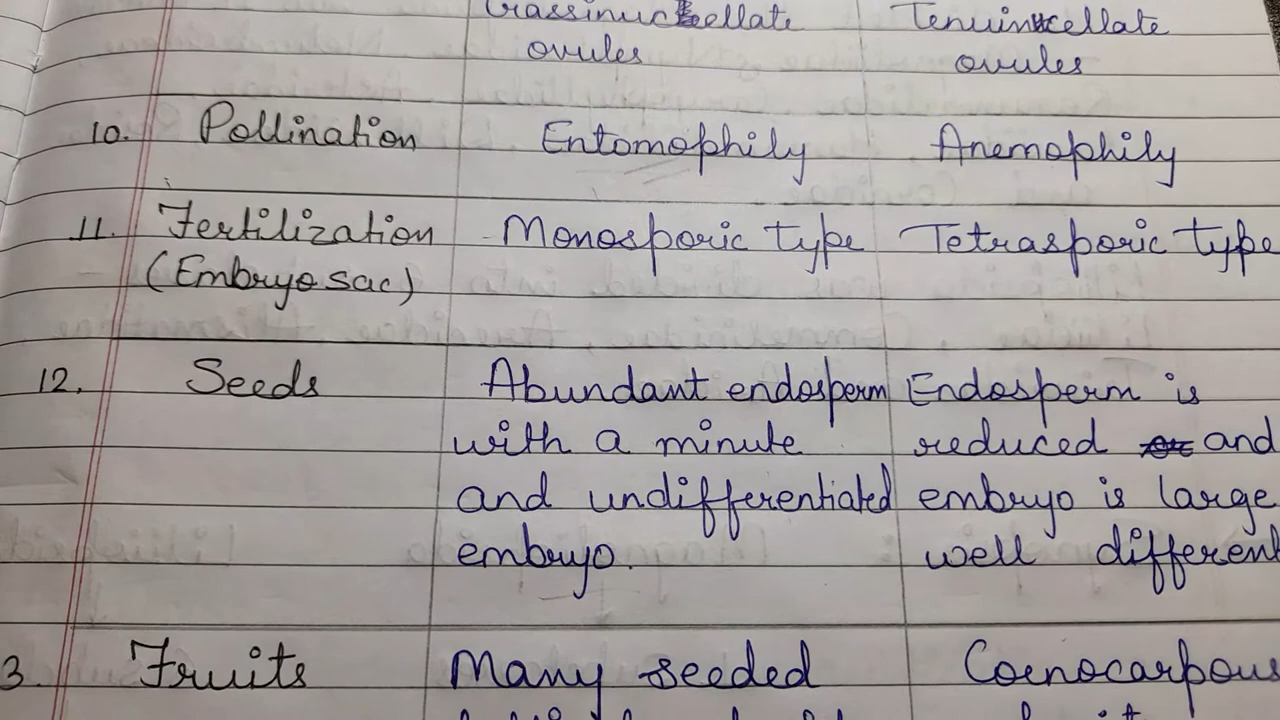 Crassinucellate Tenuinucellate
ovules ovules
10. Pollination Entomophily Anemophily
11. Fertilization Monosporic type Tetrasporic type
(Embryo sac)
12. Seeds Abundant endosperm Endosperm is
with a minute reduced and
and undifferentiated embryo is large
embryo. well different
3. Fruits Many seeded Coenocarpous